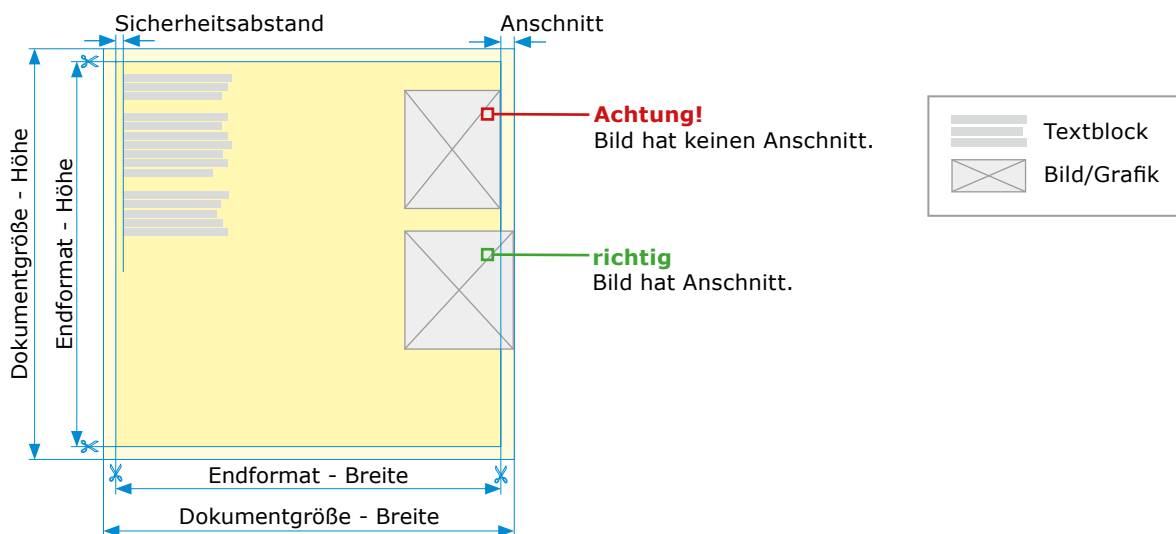 Sicherheitsabstand
Anschnitt
Dokumentgröße - Höhe
Endformat - Höhe
Achtung!
Bild hat keinen Anschnitt.
richtig
Bild hat Anschnitt.
Textblock
Bild/Grafik
Endformat - Breite
Dokumentgröße - Breite